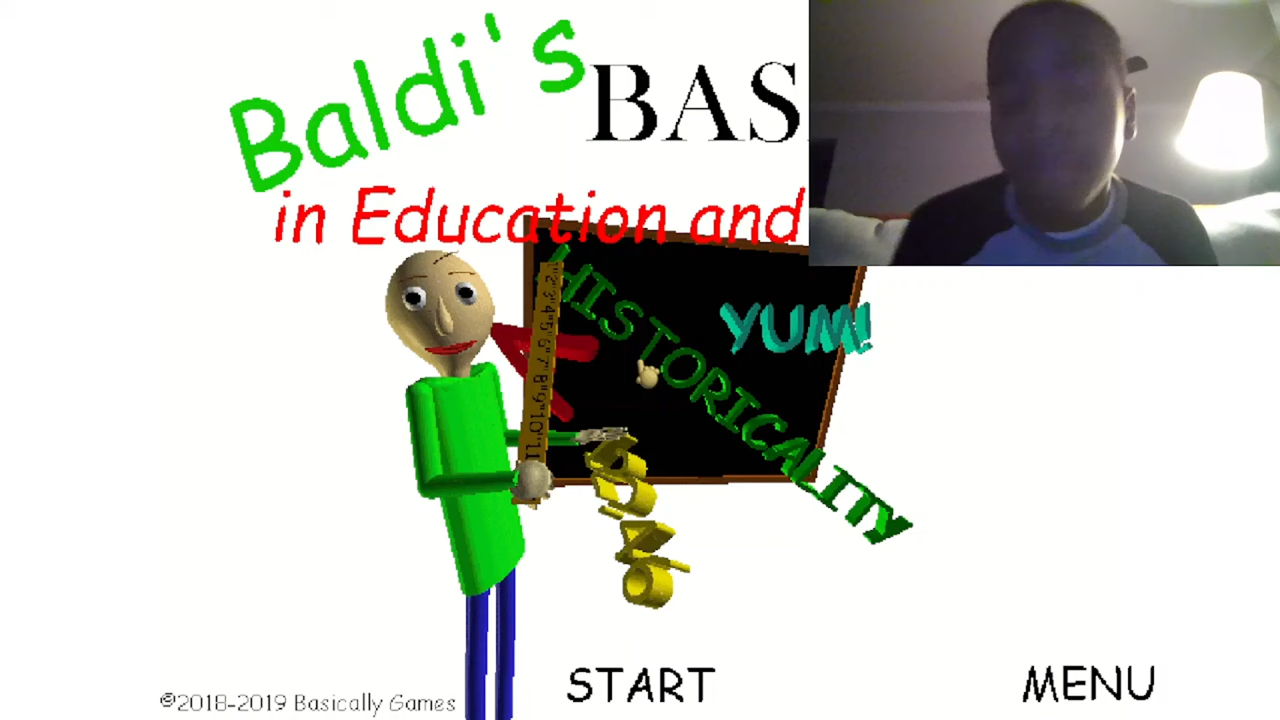 Baldi's
BAS
in Education and
HISTORICALITY
YUM!
A
START
MENU
©2018-2019 Basically Games